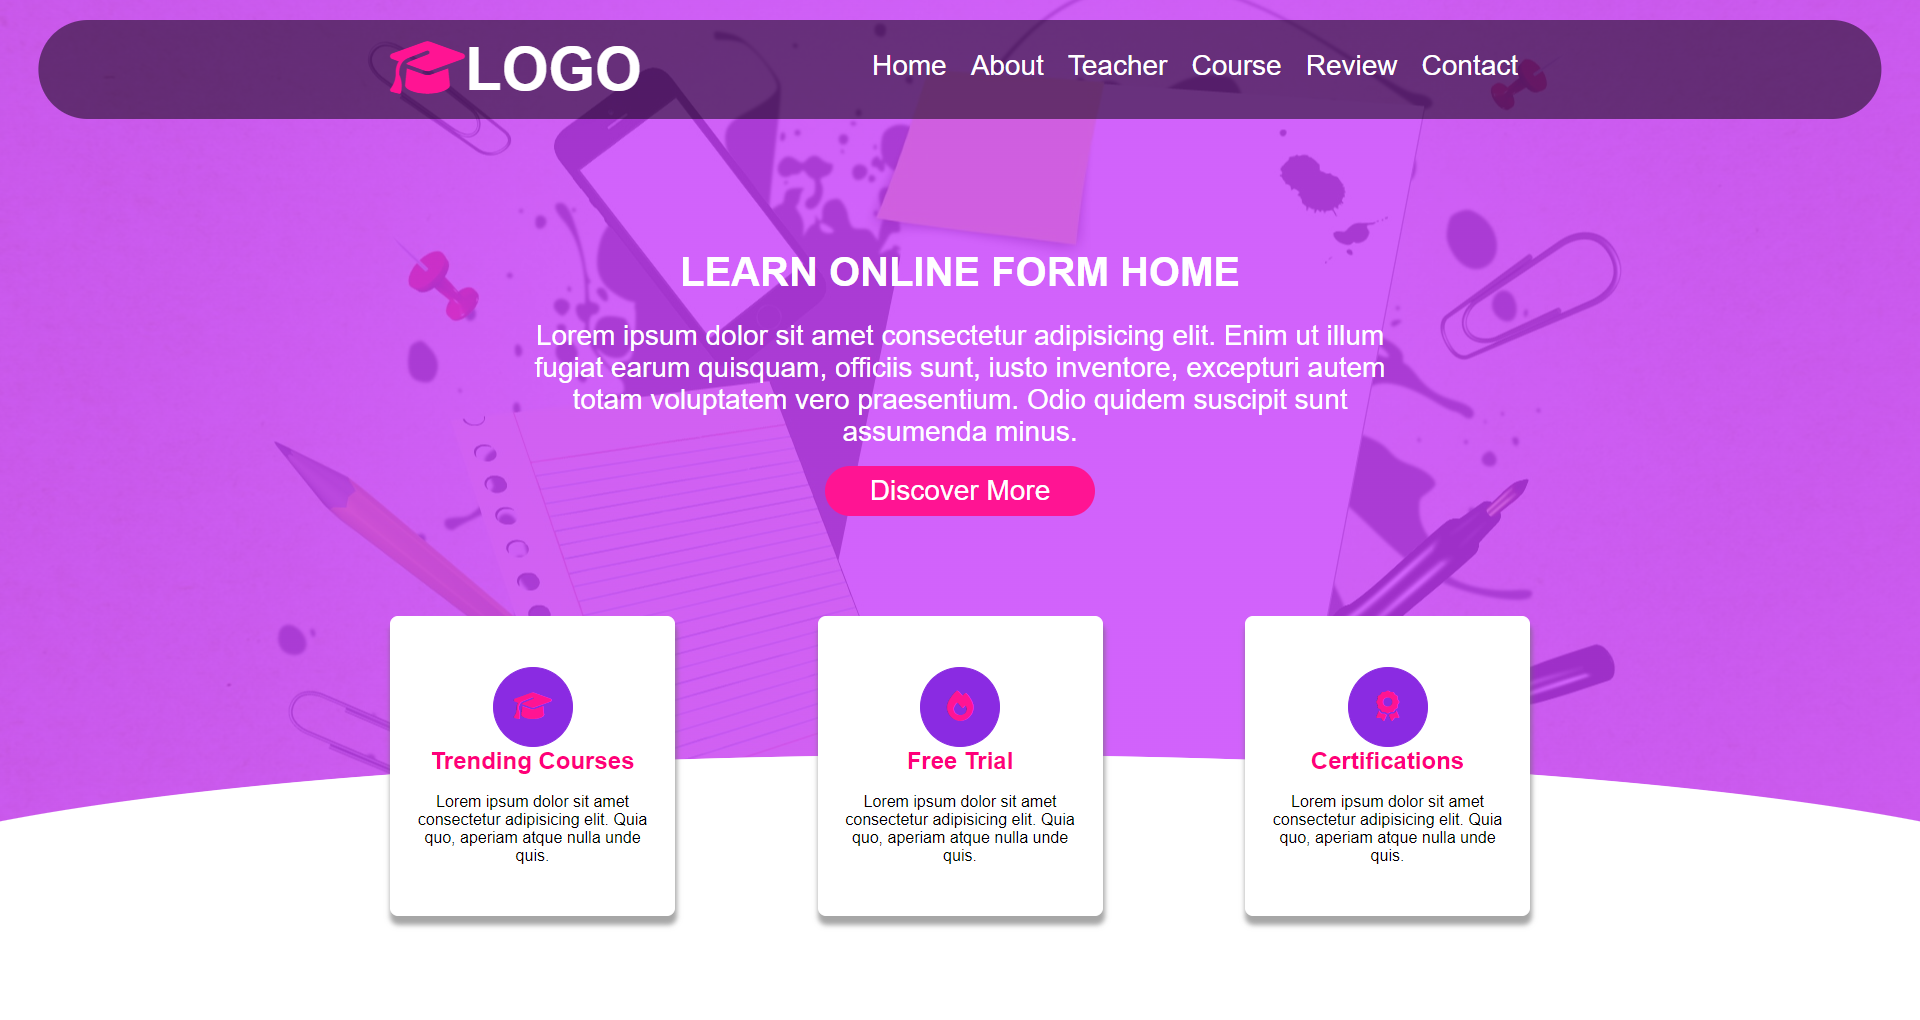 LOGO
Home About Teacher Course Review Contact
LEARN ONLINE FORM HOME
Lorem ipsum dolor sit amet consectetur adipisicing elit. Enim ut illum
fugiat earum quisquam, officiis sunt, iusto inventore, excepturi autem
totam voluptatem vero praesentium. Odio quidem suscipit sunt
assumenda minus.
Discover More
Trending Courses
Lorem ipsum dolor sit amet
consectetur adipisicing elit. Quia
quo, aperiam atque nulla unde
quis.
Free Trial
Lorem ipsum dolor sit amet
consectetur adipisicing elit. Quia
quo, aperiam atque nulla unde
quis.
Certifications
Lorem ipsum dolor sit amet
consectetur adipisicing elit. Quia
quo, aperiam atque nulla unde
quis.